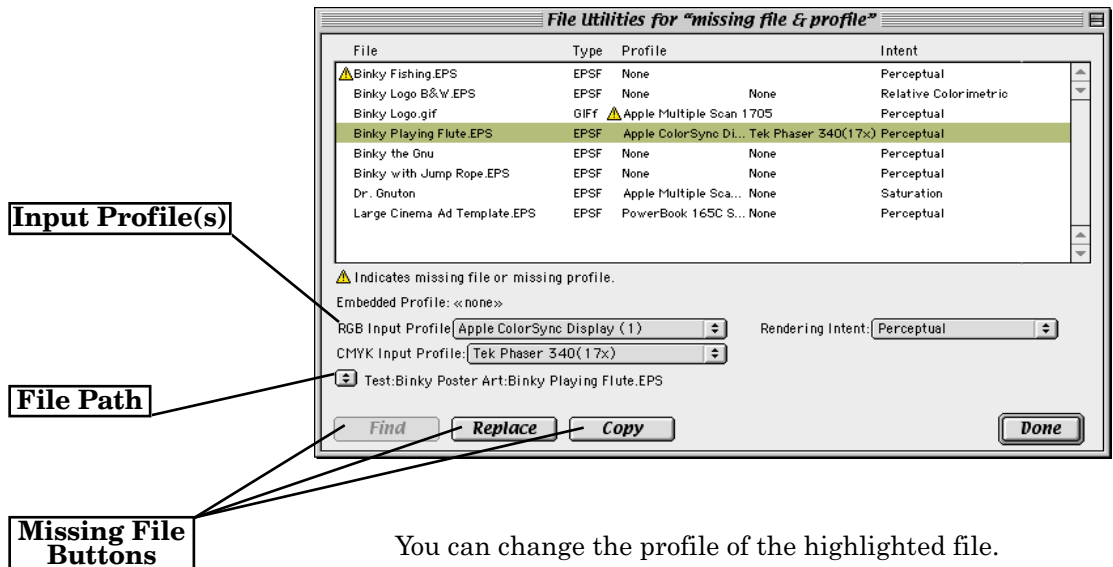 File Utilities for “missing file & profile”
File Type Profile Intent
Binky Fishing.EPS EPSF None Perceptual
Binky Logo B&W.EPS EPSF None None Relative Colorimetric
Binky Logo.gif GIFf Apple Multiple Scan 1705 Perceptual
Binky Playing Flute.EPS EPSF Apple ColorSync Di... Tek Phaser 340(17x) Perceptual
Binky the Gnu EPSF None None Perceptual
Binky with Jump Rope.EPS EPSF None None Perceptual
Dr. Gnuton EPSF Apple Multiple Sca... None Saturation
Large Cinema Ad Template.EPS EPSF PowerBook 165C S... None Perceptual
Input Profile(s)
Indicates missing file or missing profile.
Embedded Profile: «none»
RGB Input Profile Apple ColorSync Display (1) Rendering Intent: Perceptual
CMYK Input Profile: Tek Phaser 340(17x)
Test:Binky Poster Art:Binky Playing Flute.EPS
File Path
Find Replace Copy Done
Missing File
Buttons
You can change the profile of the highlighted file.